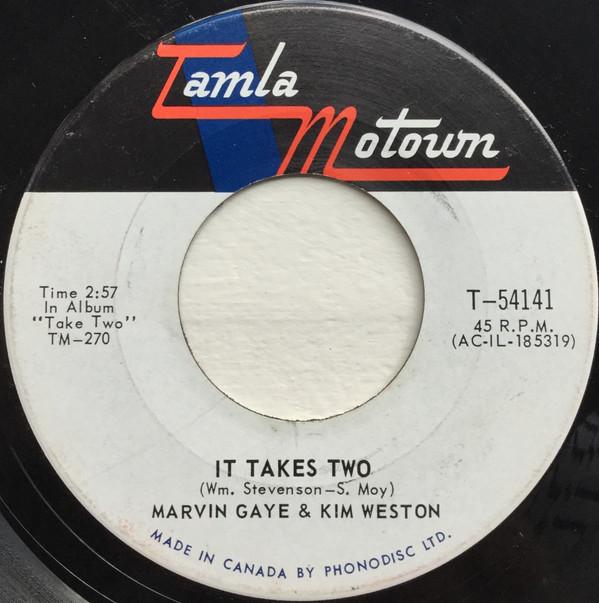 Tamla
Motown
Time 2:57
In Album
"Take Two"
TM-270
T-54141
45 R.P.M.
(AC-IL-185319)
IT TAKES TWO
(Wm. Stevenson-S. Moy)
MARVIN GAYE & KIM WESTON
MADE IN CANADA BY PHONODISC LTD.